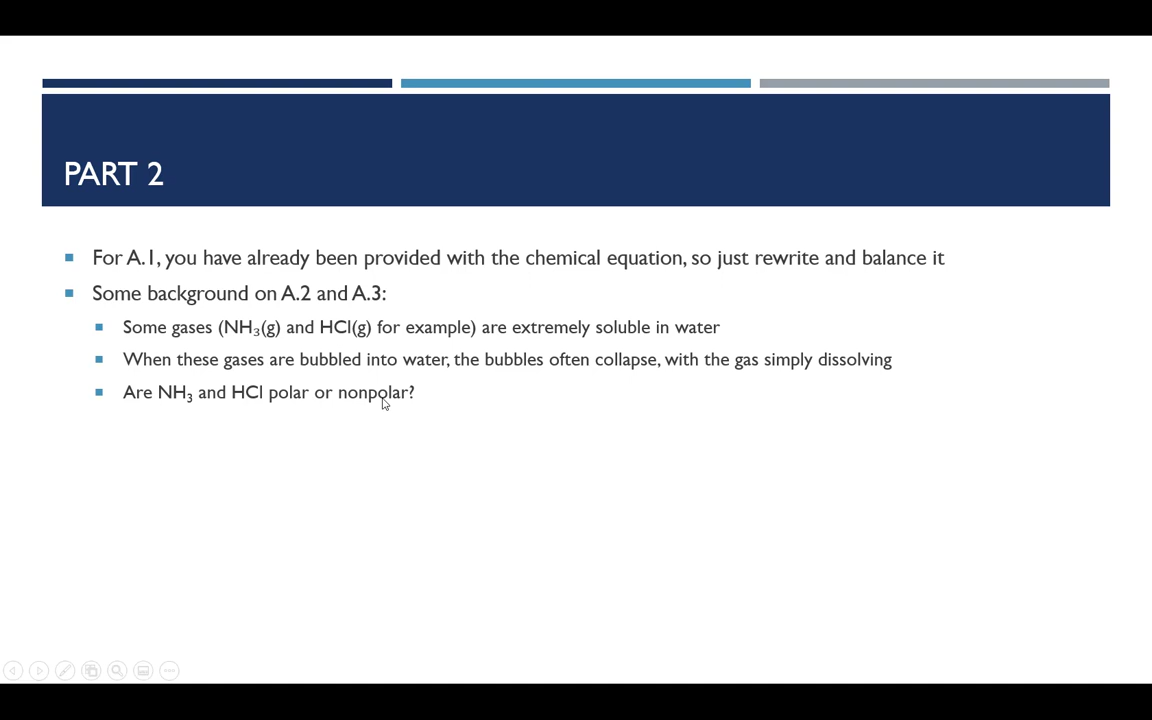 PART 2
For A.1, you have already been provided with the chemical equation, so just rewrite and balance it
Some background on A.2 and A.3:
Some gases (NH₃(g) and HCl(g) for example) are extremely soluble in water
When these gases are bubbled into water, the bubbles often collapse, with the gas simply dissolving
Are NH₃ and HCl polar or nonpolar?